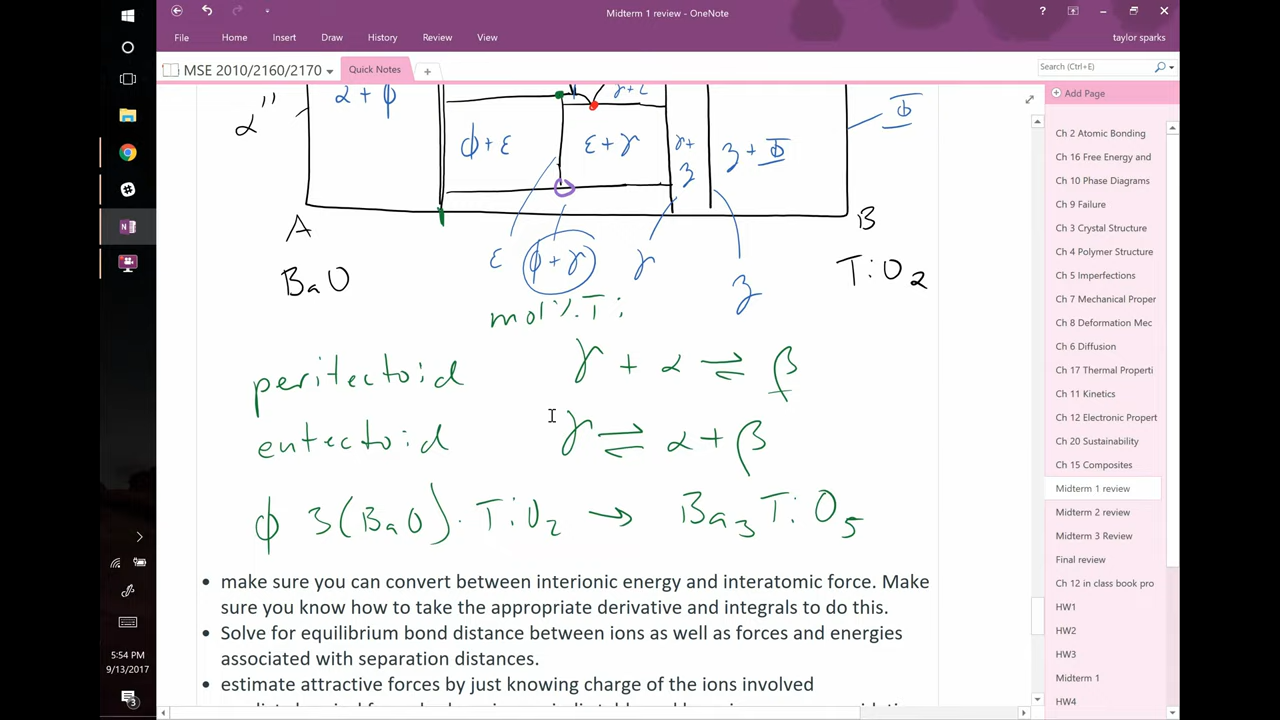 Midterm 1 review - OneNote
taylor sparks
File Home Insert Draw History Review View
MSE 2010/2160/2170
Quick Notes
Search (Ctrl+E)
Add Page
Ch 2 Atomic Bonding
Ch 16 Free Energy and
Ch 10 Phase Diagrams
Ch 9 Failure
Ch 3 Crystal Structure
Ch 4 Polymer Structure
Ch 5 Imperfections
Ch 7 Mechanical Proper
Ch 8 Deformation Mec
Ch 6 Diffusion
Ch 17 Thermal Properti
Ch 11 Kinetics
Ch 12 Electronic Propert
Ch 20 Sustainability
Ch 15 Composites
Midterm 1 review
Midterm 2 review
Midterm 3 Review
Final review
Ch 12 in class book pro
HW1
HW2
HW3
Midterm 1
HW4
α + ϕ
γ+L
α"
ϕ+ε
ε+γ
γ+
3
3+Φ
Φ
A
B
ε
ϕ+γ
γ
3
BaO
TiO2
mol%Ti
peritectoid γ + α ⇌ β
entectoid γ ⇌ α + β
ϕ 3(BaO)·TiO2 → Ba3TiO5
• make sure you can convert between interionic energy and interatomic force. Make
sure you know how to take the appropriate derivative and integrals to do this.
• Solve for equilibrium bond distance between ions as well as forces and energies
associated with separation distances.
• estimate attractive forces by just knowing charge of the ions involved
5:54 PM
9/13/2017
3